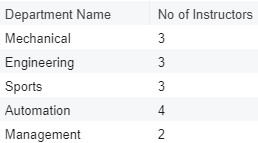 Department Name No of Instructors
Mechanical 3
Engineering 3
Sports 3
Automation 4
Management 2